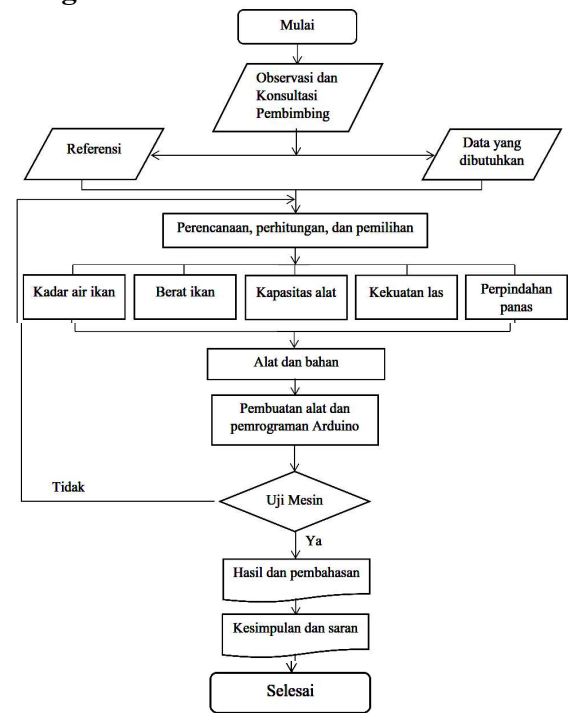 g
Mulai
Observasi dan
Konsultasi
Pembimbing
Referensi
Data yang
dibutuhkan
Perencanaan, perhitungan, dan pemilihan
Kadar air ikan
Berat ikan
Kapasitas alat
Kekuatan las
Perpindahan
panas
Alat dan bahan
Pembuatan alat dan
pemrograman Arduino
Tidak
Uji Mesin
Ya
Hasil dan pembahasan
Kesimpulan dan saran
Selesai